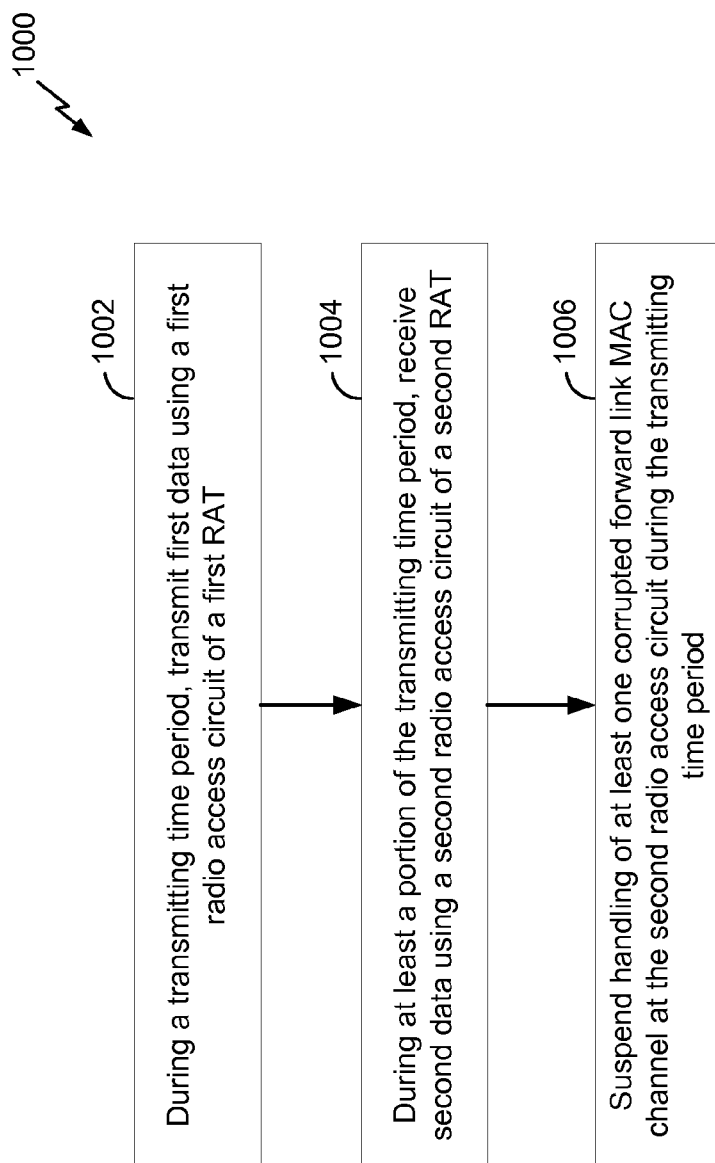 1000
1002
During a transmitting time period, transmit first data using a first
radio access circuit of a first RAT
1004
During at least a portion of the transmitting time period, receive
second data using a second radio access circuit of a second RAT
1006
Suspend handling of at least one corrupted forward link MAC
channel at the second radio access circuit during the transmitting
time period